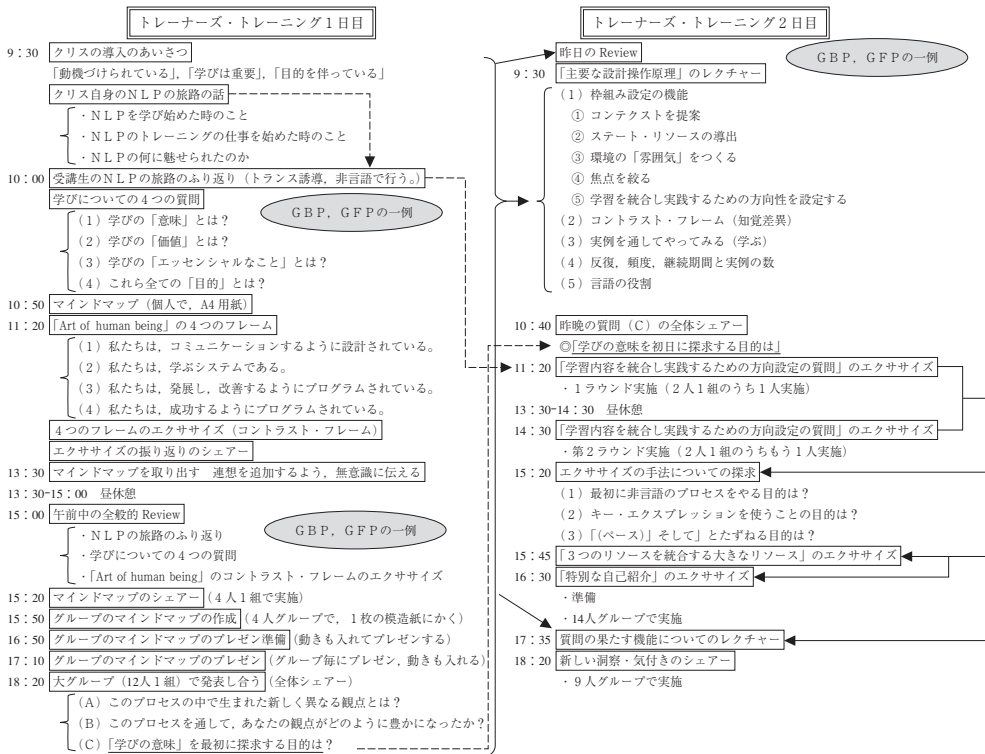 トレーナーズ・トレーニング1日目
9:30 クリスの導入のあいさつ
「動機づけられている」,「学びは重要」,「目的を伴っている」
クリス自身のNLPの旅路の話
・NLPを学び始めた時のこと
・NLPのトレーニングの仕事を始めた時のこと
・NLPの何に魅せられたのか
10:00 受講生のNLPの旅路のふり返り(トランス誘導,非言語で行う。)
学びについての4つの質問
GBP,GFPの一例
(1)学びの「意味」とは?
(2)学びの「価値」とは?
(3)学びの「エッセンシャルなこと」とは?
(4)これら全ての「目的」とは?
10:50 マインドマップ(個人で,A4用紙)
11:20 「Art of human being」の4つのフレーム
(1)私たちは,コミュニケーションするように設計されている。
(2)私たちは,学ぶシステムである。
(3)私たちは,発展し,改善するようにプログラムされている。
(4)私たちは,成功するようにプログラムされている。
4つのフレームのエクササイズ(コントラスト・フレーム)
エクササイズの振り返りのシェアー
13:30 マインドマップを取り出す 連想を追加するよう,無意識に伝える
13:30-15:00 昼休憩
15:00 午前中の全般的Review
GBP,GFPの一例
・NLPの旅路のふり返り
・学びについての4つの質問
・「Art of human being」のコントラスト・フレームのエクササイズ
15:20 マインドマップのシェアー(4人1組で実施)
15:50 グループのマインドマップの作成(4人グループで,1枚の模造紙にかく)
16:50 グループのマインドマップのプレゼン準備(動きも入れてプレゼンする)
17:10 グループのマインドマップのプレゼン(グループ毎にプレゼン,動きも入れる)
18:20 大グループ(12人1組)で発表し合う(全体シェアー)
(A)このプロセスの中で生まれた新しく異なる観点とは?
(B)このプロセスを通して,あなたの観点がどのように豊かになったか?
(C)「学びの意味」を最初に探求する目的は?
トレーナーズ・トレーニング2日目
昨日のReview
GBP,GFPの一例
9:30 「主要な設計操作原理」のレクチャー
(1)枠組み設定の機能
① コンテクストを提案
② ステート・リソースの導出
③ 環境の「雰囲気」をつくる
④ 焦点を絞る
⑤ 学習を統合し実践するための方向性を設定する
(2)コントラスト・フレーム(知覚差異)
(3)実例を通してやってみる(学ぶ)
(4)反復,頻度,継続期間と実例の数
(5)言語の役割
10:40 昨晩の質問(C)の全体シェアー
◎「学びの意味を初日に探求する目的は」
11:20 「学習内容を統合し実践するための方向設定の質問」のエクササイズ
・1ラウンド実施(2人1組のうち1人実施)
13:30-14:30 昼休憩
14:30 「学習内容を統合し実践するための方向設定の質問」のエクササイズ
・第2ラウンド実施(2人1組のうちもう1人実施)
15:20 エクササイズの手法についての探求
(1)最初に非言語のプロセスをやる目的は?
(2)キー・エクスプレッションを使うことの目的は?
(3)「(ペース)そして」とたずねる目的は?
15:45 「3つのリソースを統合する大きなリソース」のエクササイズ
16:30 「特別な自己紹介」のエクササイズ
・準備
・14人グループで実施
17:35 質問の果たす機能についてのレクチャー
18:20 新しい洞察・気付きのシェアー
・9人グループで実施